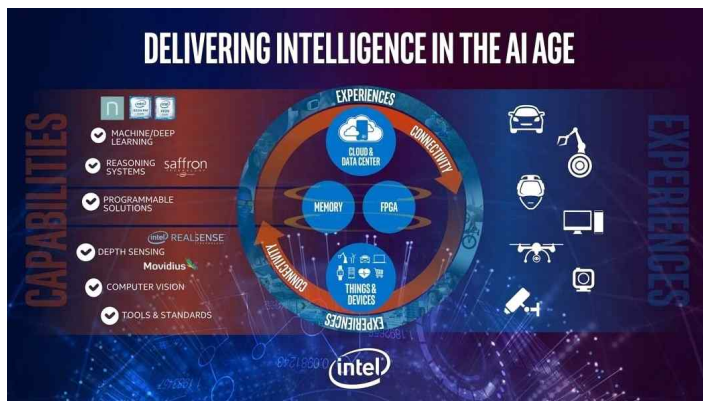 DELIVERING INTELLIGENCE IN THE AI AGE
CAPABILITIES
n
MACHINE/DEEP
LEARNING
REASONING
SYSTEMS
saffron
PROGRAMMABLE
SOLUTIONS
intel REALSENSE
DEPTH SENSING
Movidius
COMPUTER VISION
TOOLS & STANDARDS
EXPERIENCES
CONNECTIVITY
CLOUD &
DATA CENTER
MEMORY
FPGA
THINGS &
DEVICES
CONNECTIVITY
EXPERIENCES
EXPERIENCES
intel